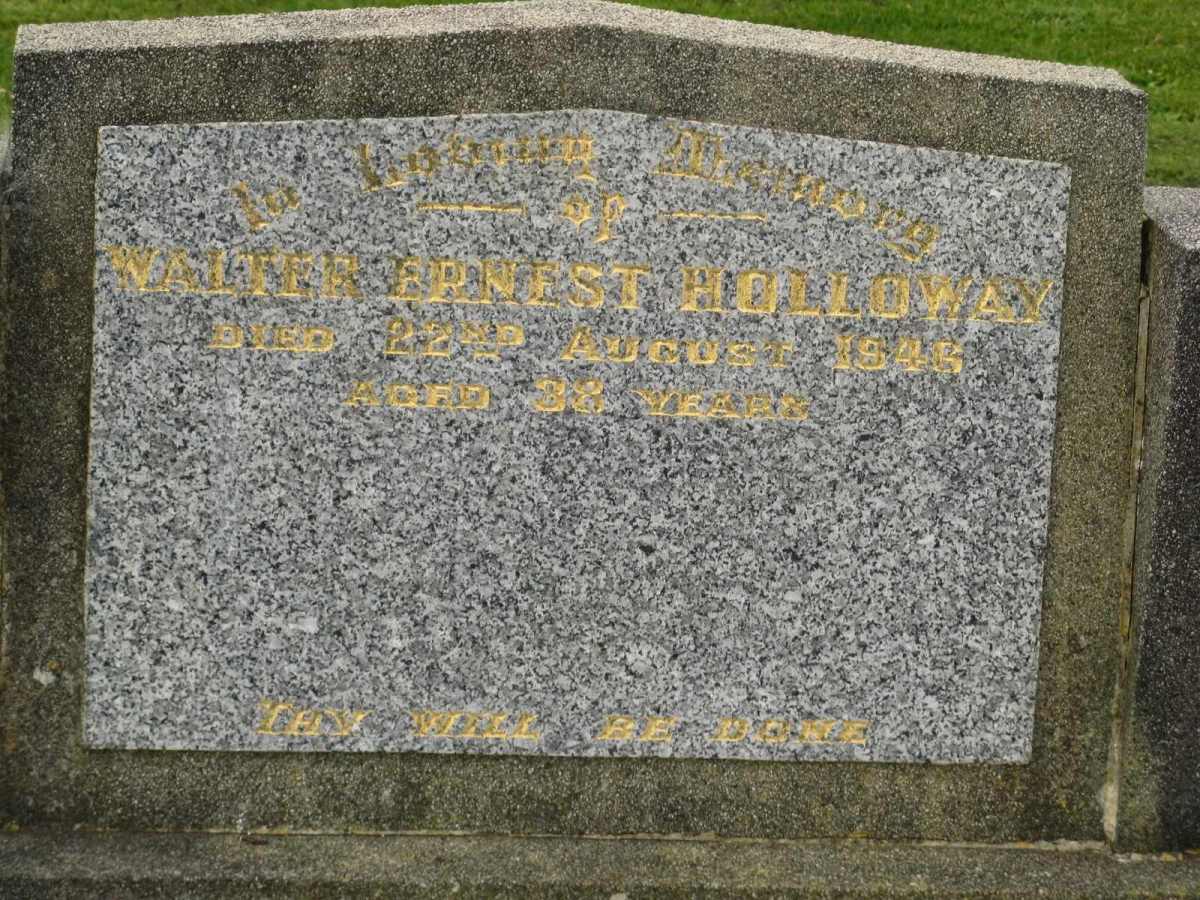 In Loving Memory
of
WALTER ERNEST HOLLOWAY
DIED 22ND AUGUST 1946
AGED 38 YEARS
THY WILL BE DONE